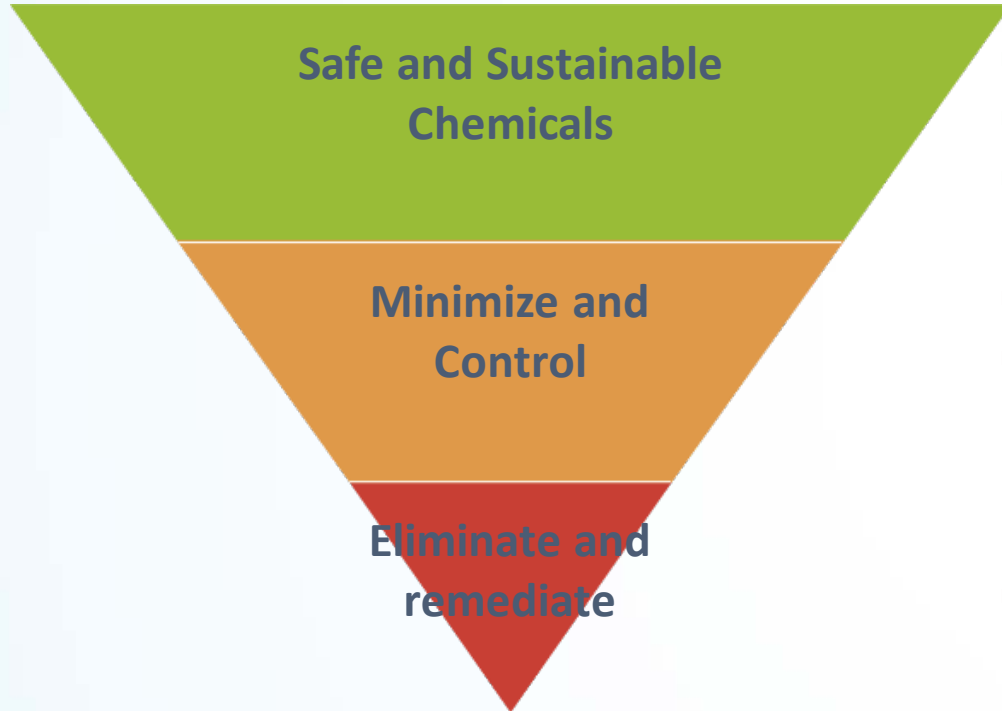 Safe and Sustainable
Chemicals
Minimize and
Control
Eliminate and
remediate